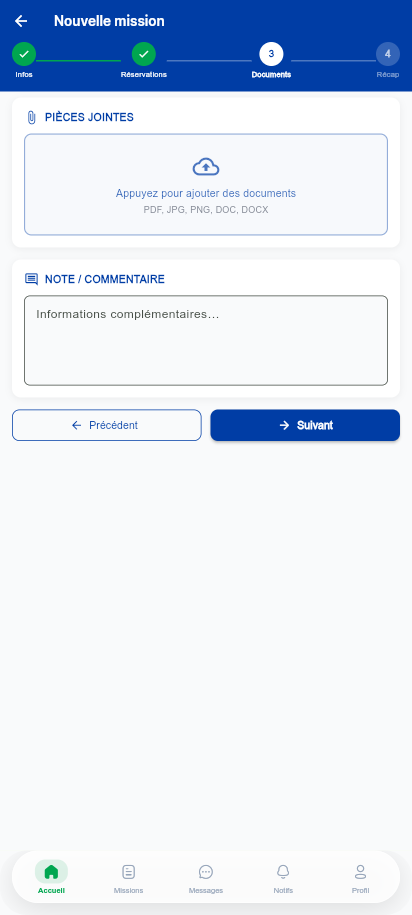 Nouvelle mission
3
4
Infos
Réservations
Documents
Récap
PIÈCES JOINTES
Appuyez pour ajouter des documents
PDF, JPG, PNG, DOC, DOCX
NOTE / COMMENTAIRE
Informations complémentaires...
Précédent
Suivant
Accueil
Missions
Messages
Notifs
Profil